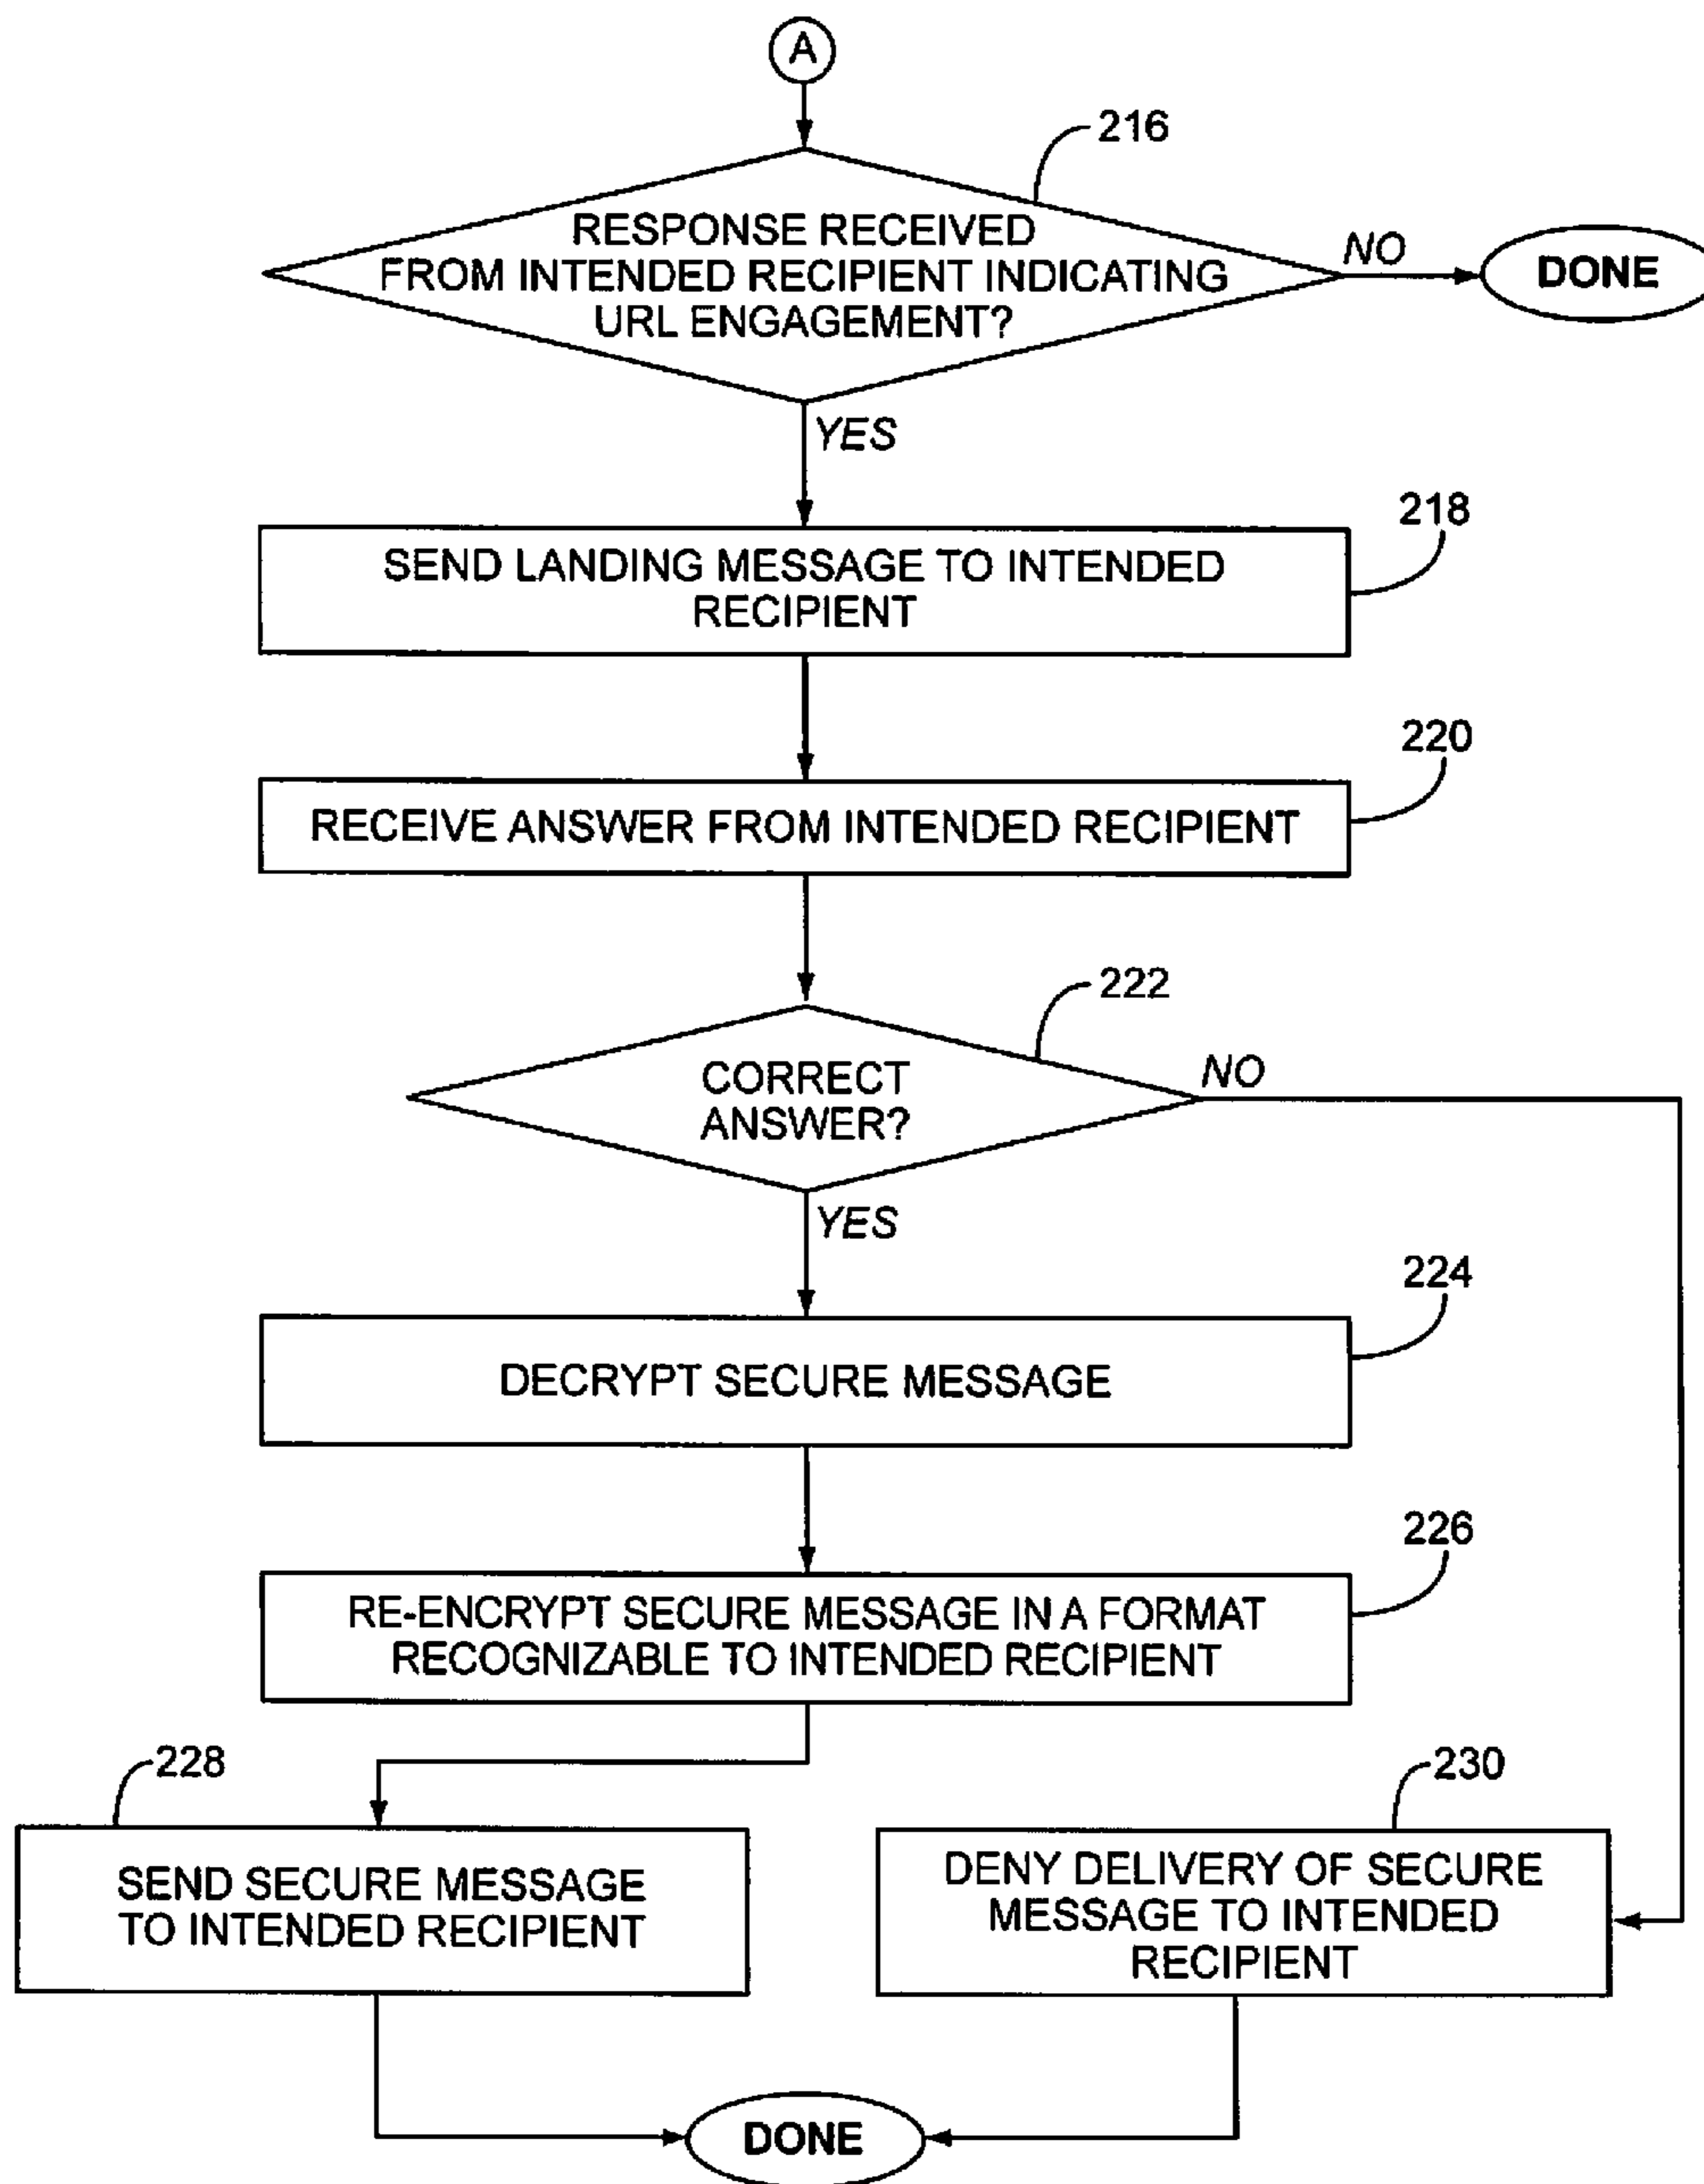 A
216
RESPONSE RECEIVED
FROM INTENDED RECIPIENT INDICATING
URL ENGAGEMENT?
NO
DONE
YES
218
SEND LANDING MESSAGE TO INTENDED
RECIPIENT
220
RECEIVE ANSWER FROM INTENDED RECIPIENT
222
CORRECT
ANSWER?
NO
YES
224
DECRYPT SECURE MESSAGE
226
RE-ENCRYPT SECURE MESSAGE IN A FORMAT
RECOGNIZABLE TO INTENDED RECIPIENT
228
SEND SECURE MESSAGE
TO INTENDED RECIPIENT
230
DENY DELIVERY OF SECURE
MESSAGE TO INTENDED
RECIPIENT
DONE